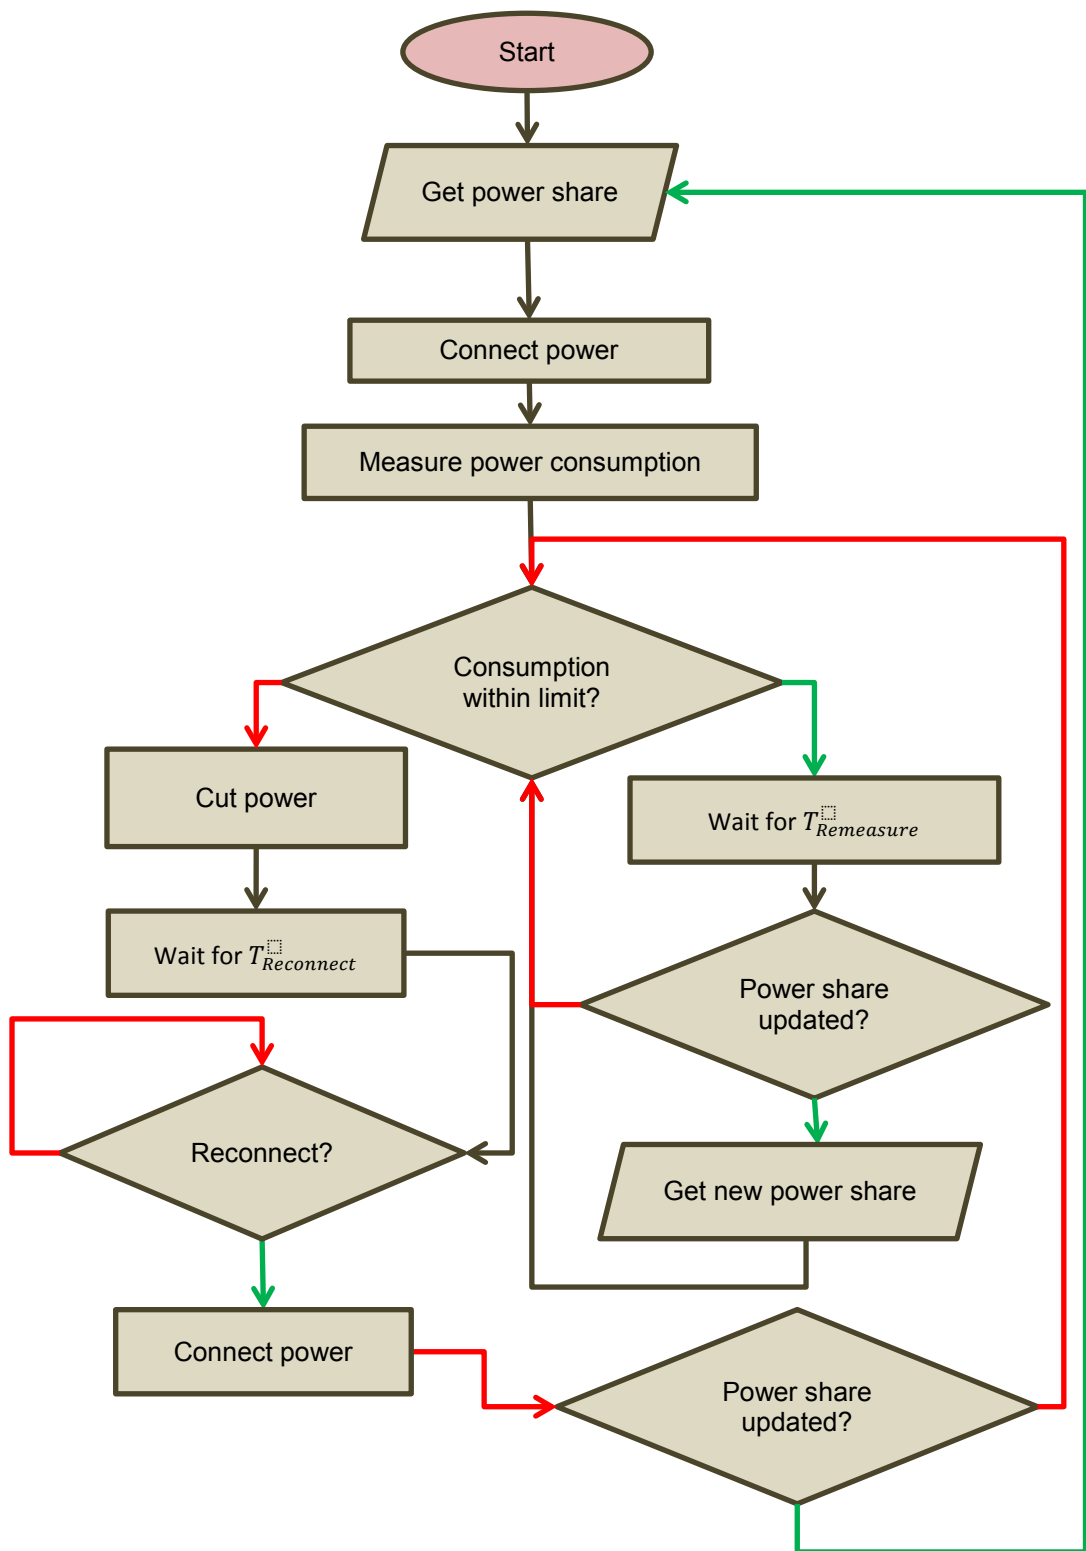 Start
Get power share
Connect power
Measure power consumption
Consumption
within limit?
Cut power
Wait for T_Remeasure
Wait for T_Reconnect
Power share
updated?
Reconnect?
Get new power share
Connect power
Power share
updated?